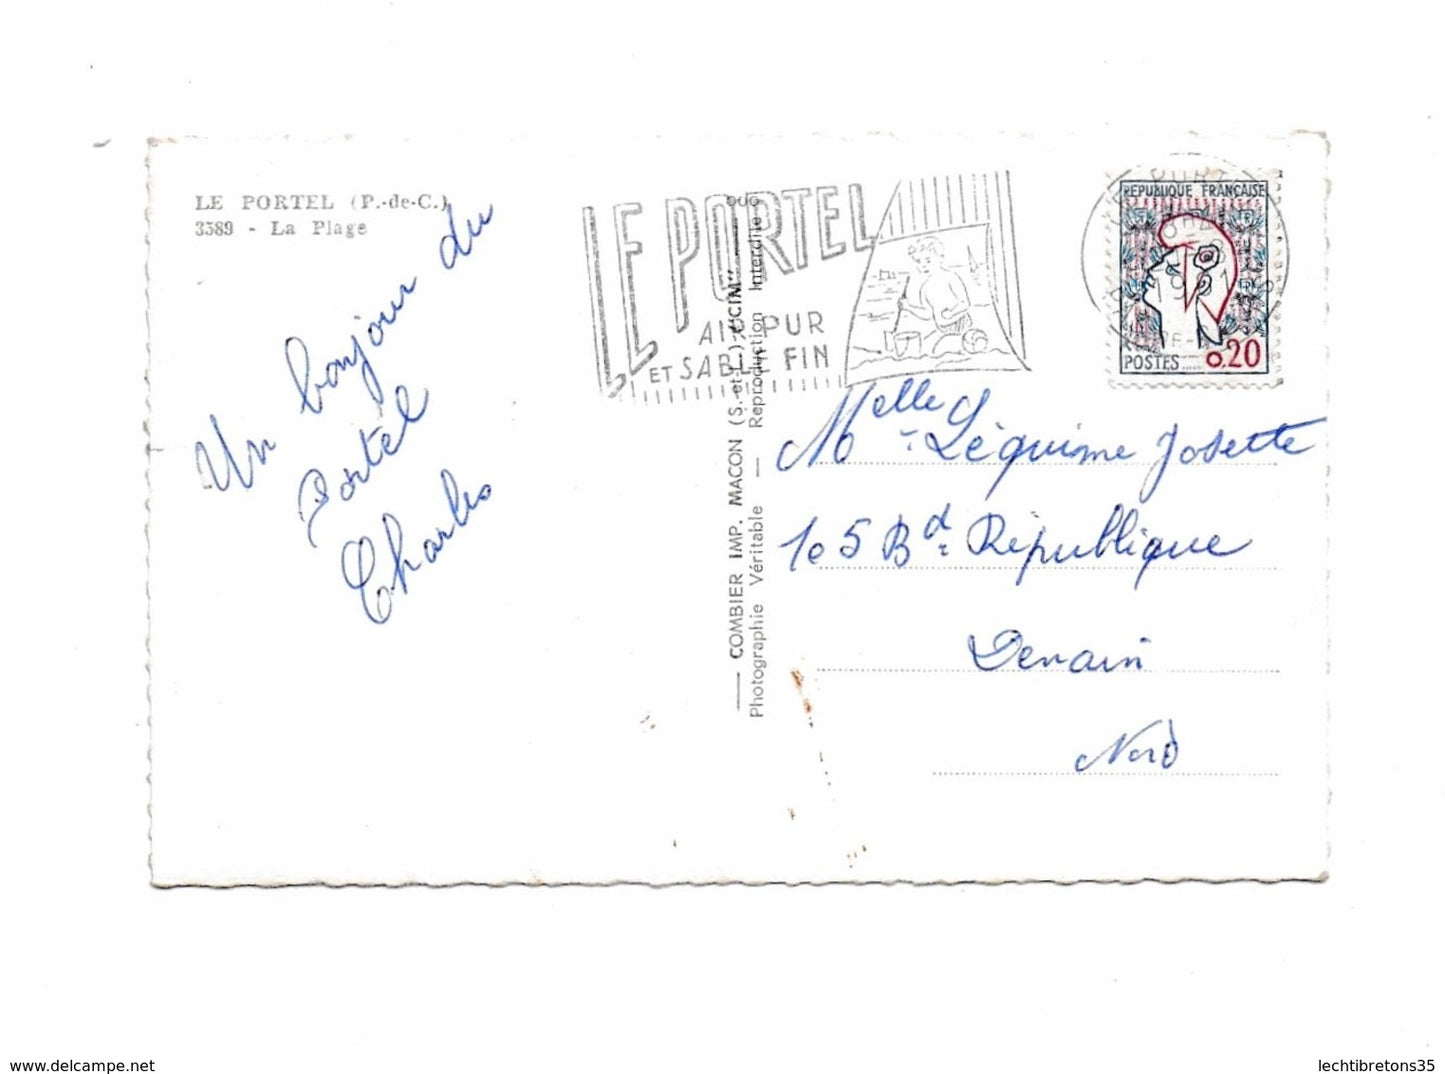 LE PORTEL (P.-de-C.)
3589 - La Plage
Un bonjour du
Portel
Charles
LE PORTEL
AIR PUR
ET SABLE FIN
COMBIER IMP. MACON (S.-et-L.) "CIM"
Photographie Véritable — Reproduction Interdite
RÉPUBLIQUE FRANÇAISE
POSTES 0,20
Melle Léquime Josette
105 Bd République
Denain
Nord
delcampe.net
lechtibretons35